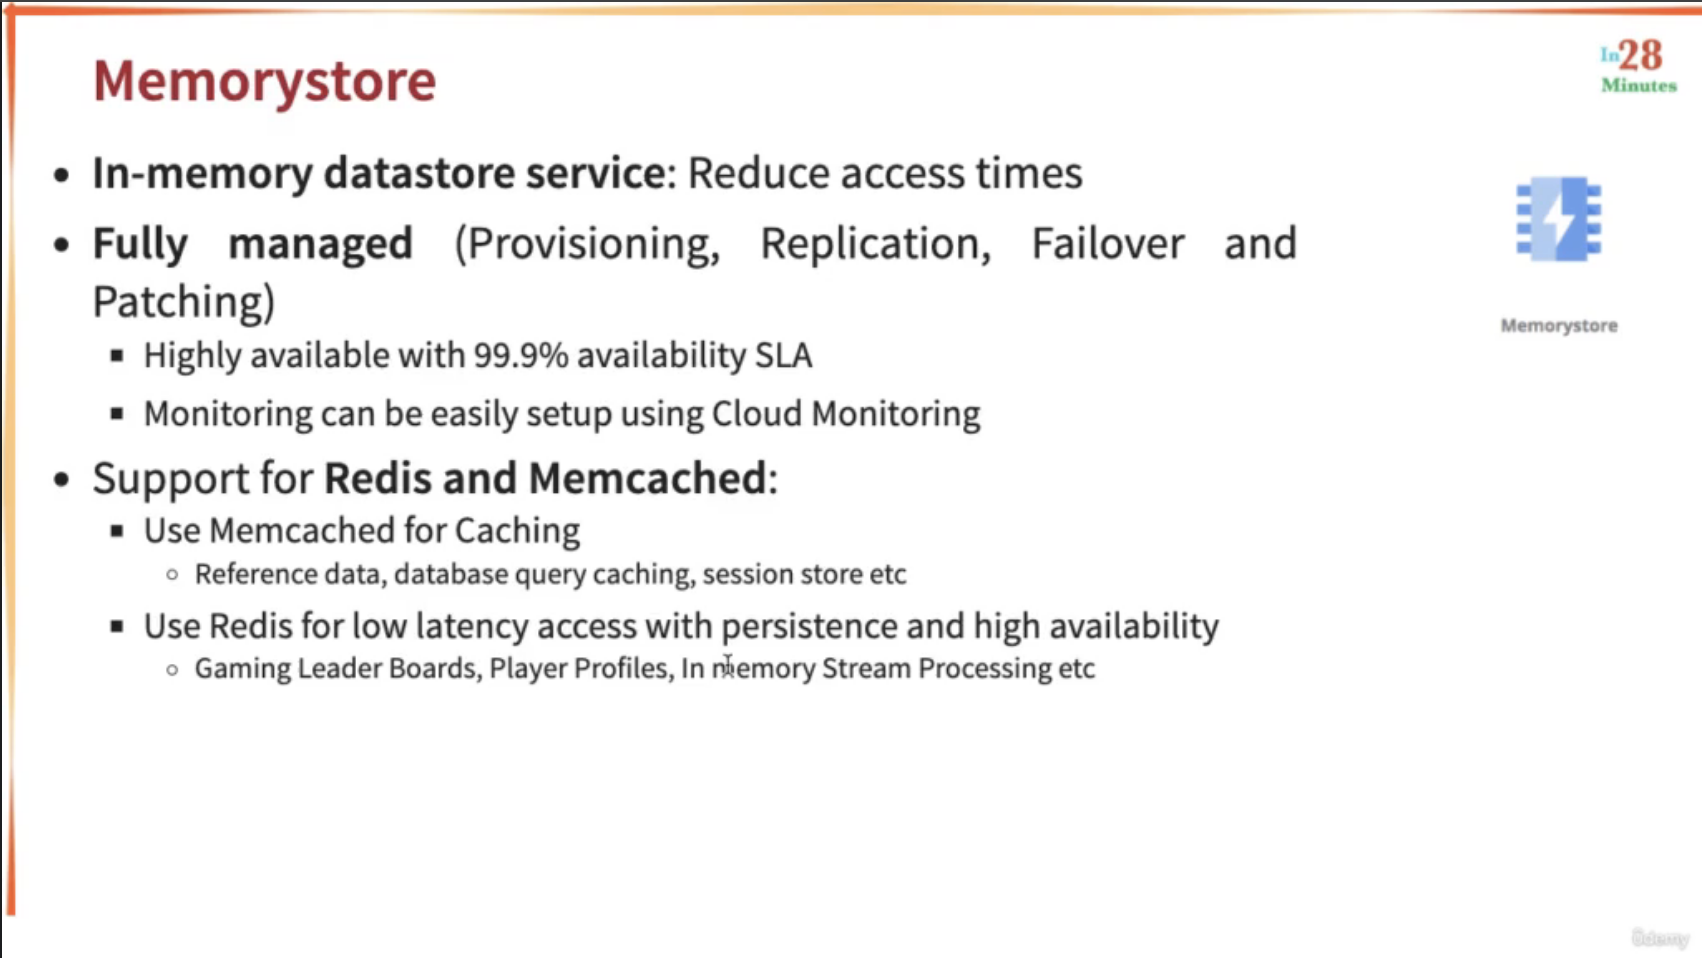 Memorystore
In28
Minutes
• In-memory datastore service: Reduce access times
• Fully managed (Provisioning, Replication, Failover and
Patching)
▪ Highly available with 99.9% availability SLA
▪ Monitoring can be easily setup using Cloud Monitoring
• Support for Redis and Memcached:
▪ Use Memcached for Caching
○ Reference data, database query caching, session store etc
▪ Use Redis for low latency access with persistence and high availability
○ Gaming Leader Boards, Player Profiles, In memory Stream Processing etc
Memorystore
ûdemy